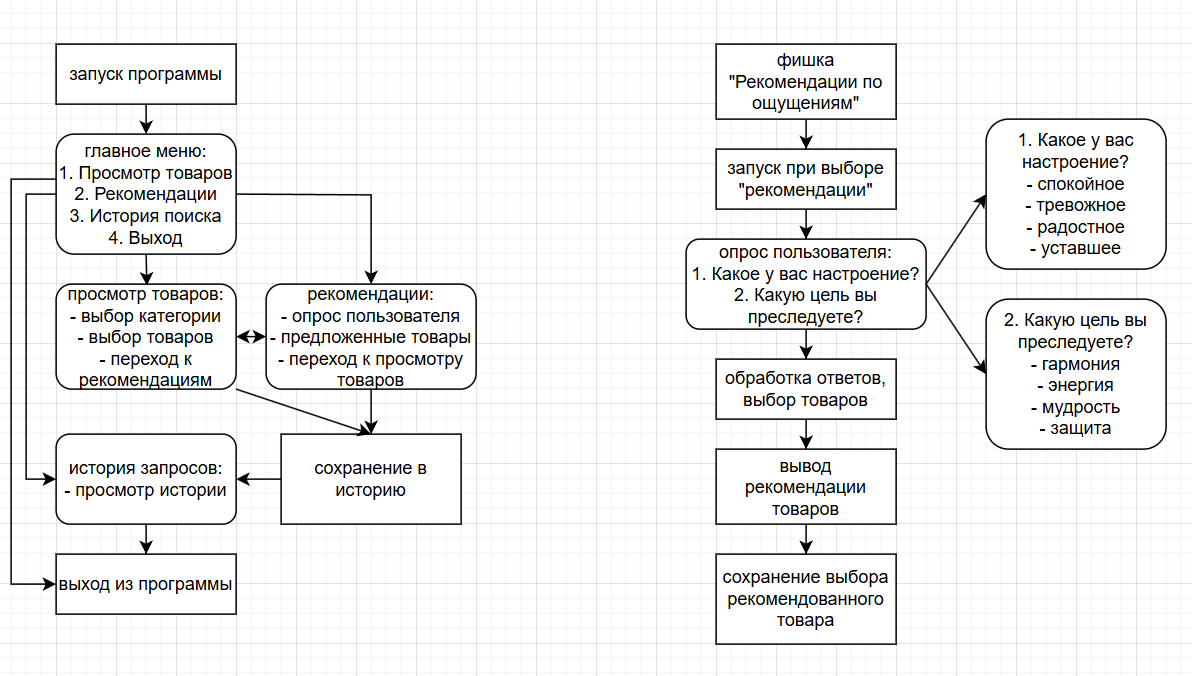 запуск программы
главное меню:
1. Просмотр товаров
2. Рекомендации
3. История поиска
4. Выход
просмотр товаров:
- выбор категории
- выбор товаров
- переход к
рекомендациям
рекомендации:
- опрос пользователя
- предложенные товары
- переход к просмотру
товаров
история запросов:
- просмотр истории
сохранение в
историю
выход из программы
фишка
"Рекомендации по
ощущениям"
запуск при выборе
"рекомендации"
опрос пользователя:
1. Какое у вас настроение?
2. Какую цель вы
преследуете?
1. Какое у вас
настроение?
- спокойное
- тревожное
- радостное
- уставшее
2. Какую цель вы
преследуете?
- гармония
- энергия
- мудрость
- защита
обработка ответов,
выбор товаров
вывод
рекомендации
товаров
сохранение выбора
рекомендованного
товара